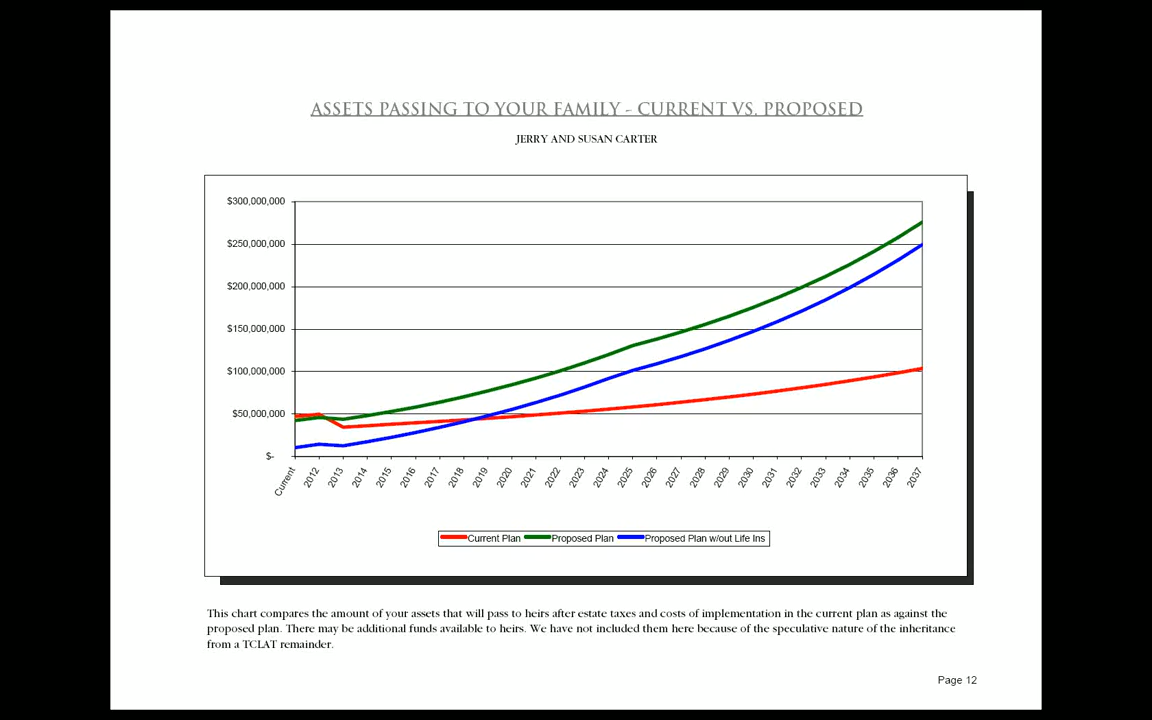 ASSETS PASSING TO YOUR FAMILY - CURRENT VS. PROPOSED
JERRY AND SUSAN CARTER
$300,000,000
$250,000,000
$200,000,000
$150,000,000
$100,000,000
$50,000,000
$-
Current 2012 2013 2014 2015 2016 2017 2018 2019 2020 2021 2022 2023 2024 2025 2026 2027 2028 2029 2030 2031 2032 2033 2034 2035 2036 2037
Current Plan Proposed Plan Proposed Plan w/out Life Ins
This chart compares the amount of your assets that will pass to heirs after estate taxes and costs of implementation in the current plan as against the
proposed plan. There may be additional funds available to heirs. We have not included them here because of the speculative nature of the inheritance
from a TCLAT remainder.
Page 12